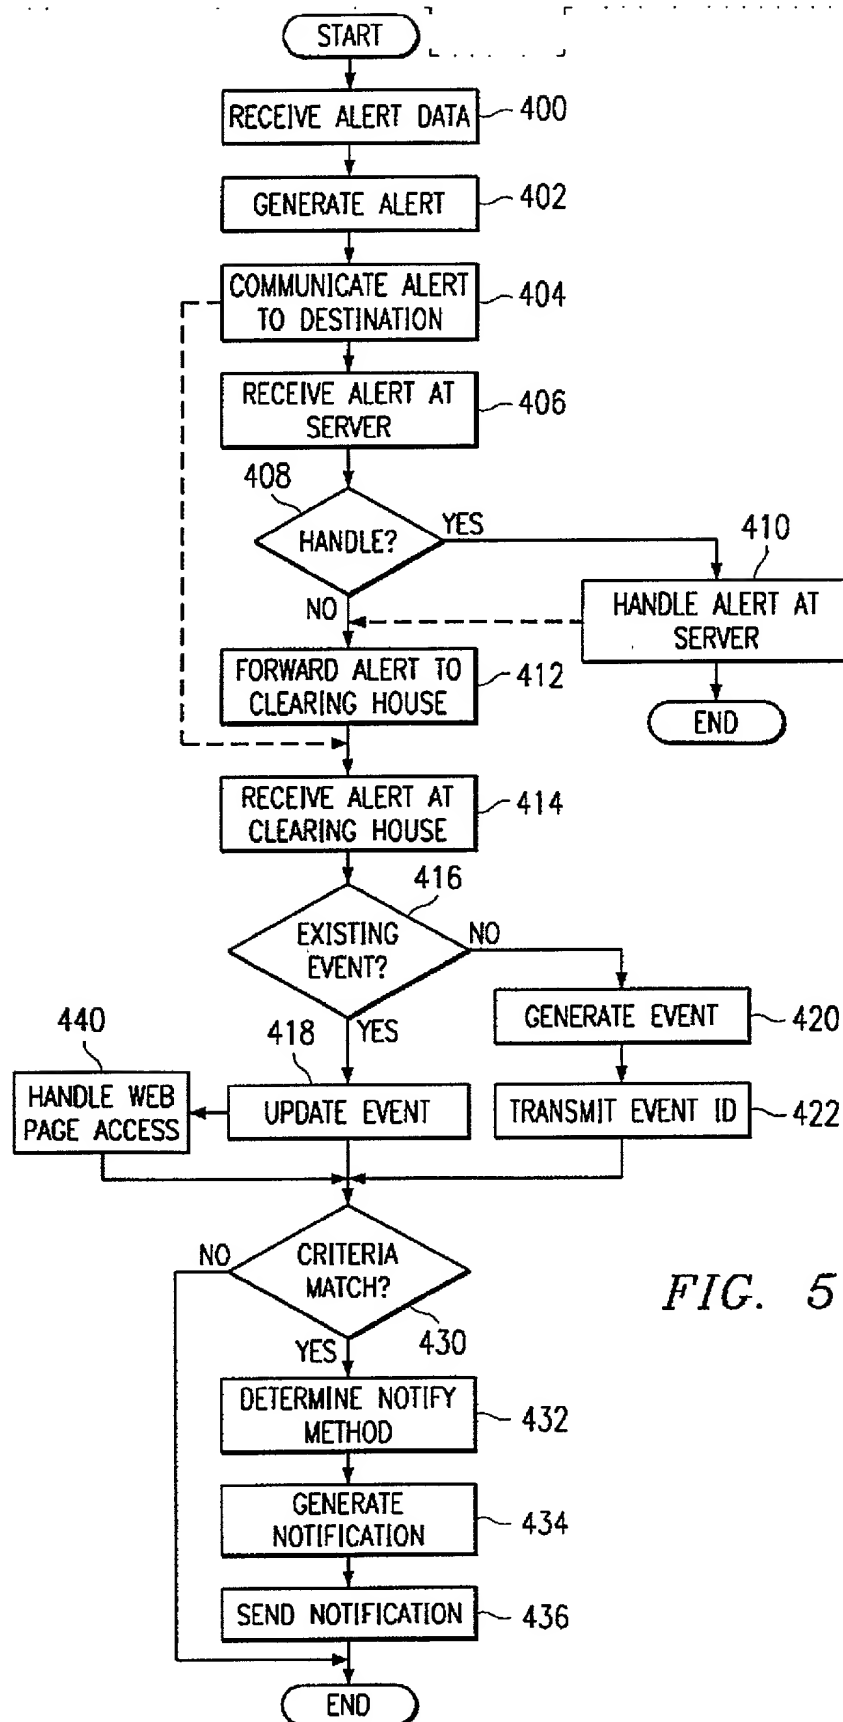 START
RECEIVE ALERT DATA
400
GENERATE ALERT
402
COMMUNICATE ALERT
TO DESTINATION
404
RECEIVE ALERT AT
SERVER
406
408
HANDLE?
YES
NO
410
HANDLE ALERT AT
SERVER
END
FORWARD ALERT TO
CLEARING HOUSE
412
RECEIVE ALERT AT
CLEARING HOUSE
414
416
EXISTING
EVENT?
NO
YES
GENERATE EVENT
420
440
HANDLE WEB
PAGE ACCESS
418
UPDATE EVENT
TRANSMIT EVENT ID
422
NO
CRITERIA
MATCH?
430
YES
FIG. 5
DETERMINE NOTIFY
METHOD
432
GENERATE
NOTIFICATION
434
SEND NOTIFICATION
436
END